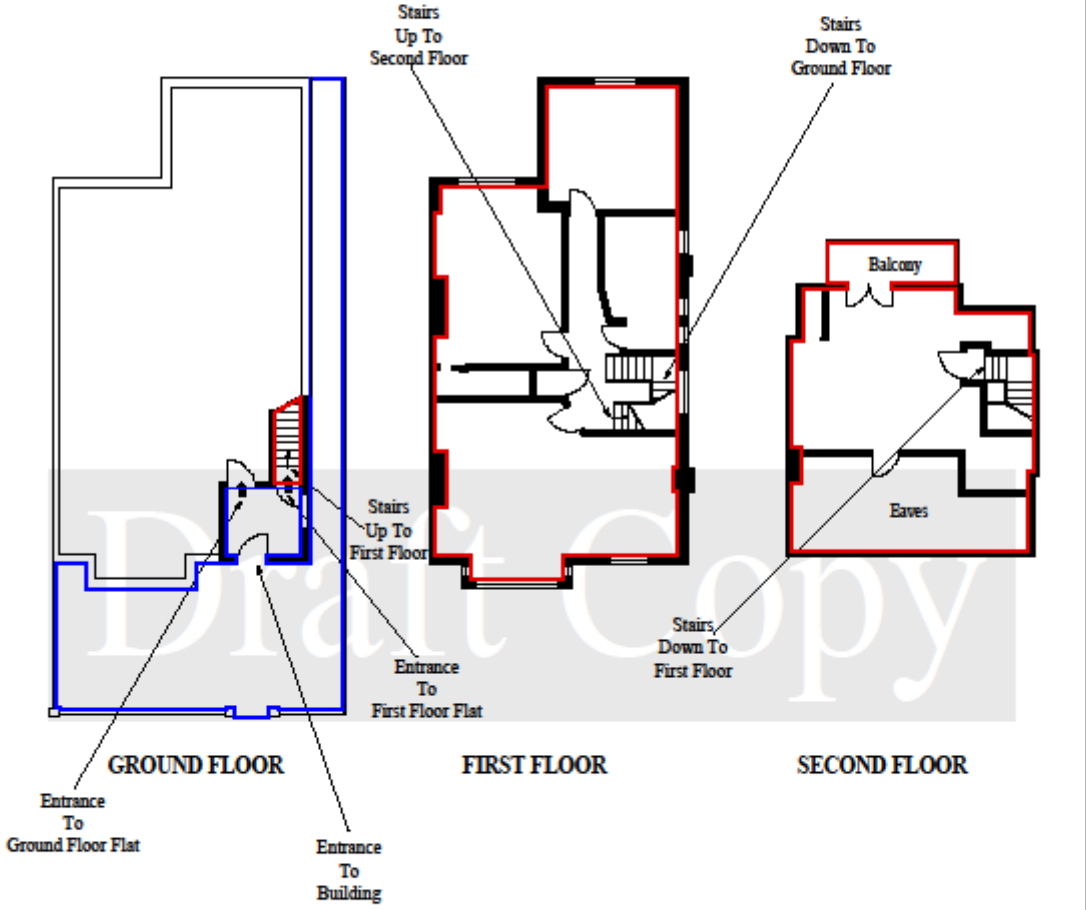 Stairs
Up To
Second Floor
Stairs
Down To
Ground Floor
Balcony
Eaves
Stairs
Up To
First Floor
Draft Copy
Stairs
Down To
First Floor
Entrance
To
First Floor Flat
GROUND FLOOR
FIRST FLOOR
SECOND FLOOR
Entrance
To
Ground Floor Flat
Entrance
To
Building